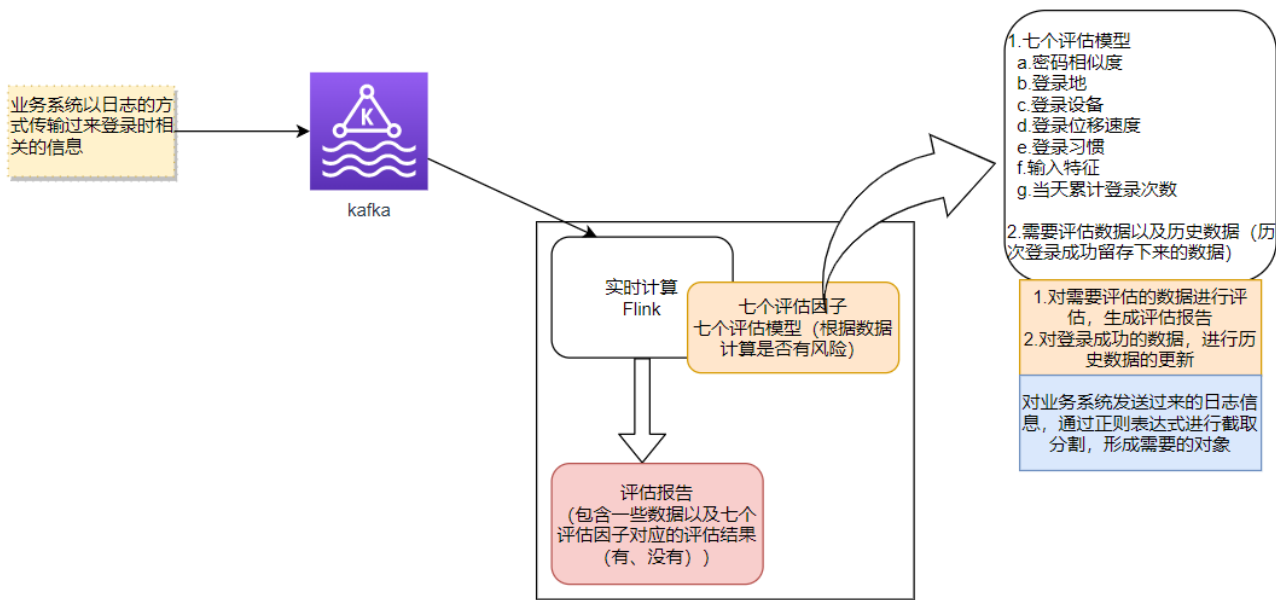 业务系统以日志的方
式传输过来登录时相
关的信息
K
kafka
实时计算
Flink
七个评估因子
七个评估模型（根据数据
计算是否有风险）
评估报告
（包含一些数据以及七个
评估因子对应的评估结果
（有、没有））
1.七个评估模型
a.密码相似度
b.登录地
c.登录设备
d.登录位移速度
e.登录习惯
f.输入特征
g.当天累计登录次数
2.需要评估数据以及历史数据（历
次登录成功留存下来的数据）
1.对需要评估的数据进行评
估，生成评估报告
2.对登录成功的数据，进行历
史数据的更新
对业务系统发送过来的日志信
息，通过正则表达式进行截取
分割，形成需要的对象